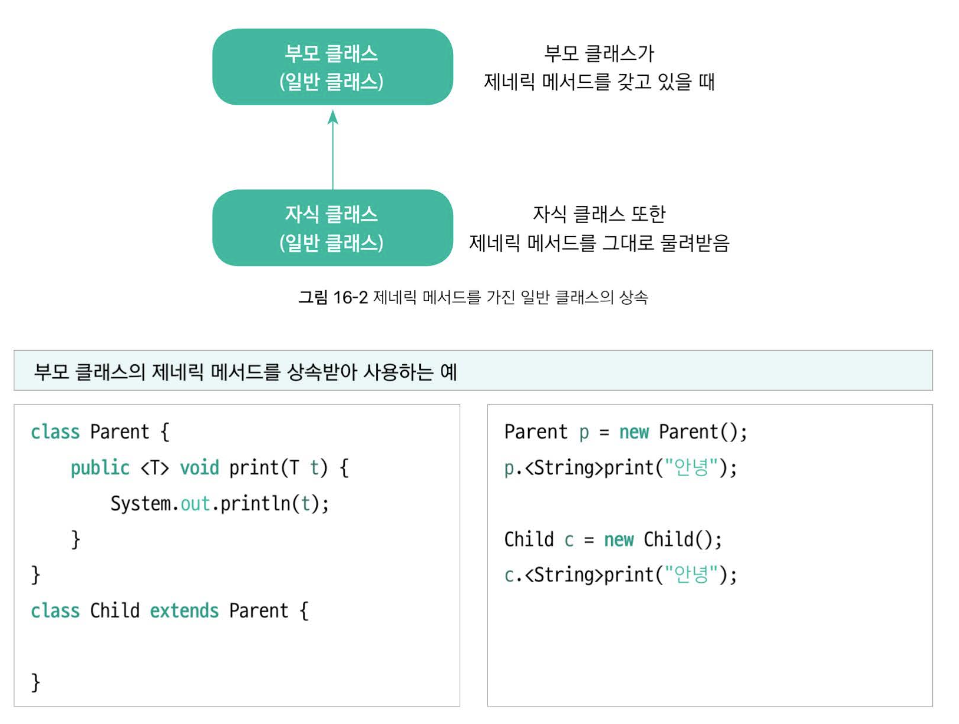 부모 클래스
(일반 클래스)
부모 클래스가
제네릭 메서드를 갖고 있을 때
자식 클래스
(일반 클래스)
자식 클래스 또한
제네릭 메서드를 그대로 물려받음
그림 16-2 제네릭 메서드를 가진 일반 클래스의 상속
부모 클래스의 제네릭 메서드를 상속받아 사용하는 예
class Parent {
    public <T> void print(T t) {
        System.out.println(t);
    }
}
class Child extends Parent {
}
Parent p = new Parent();
p.<String>print("안녕");
Child c = new Child();
c.<String>print("안녕");